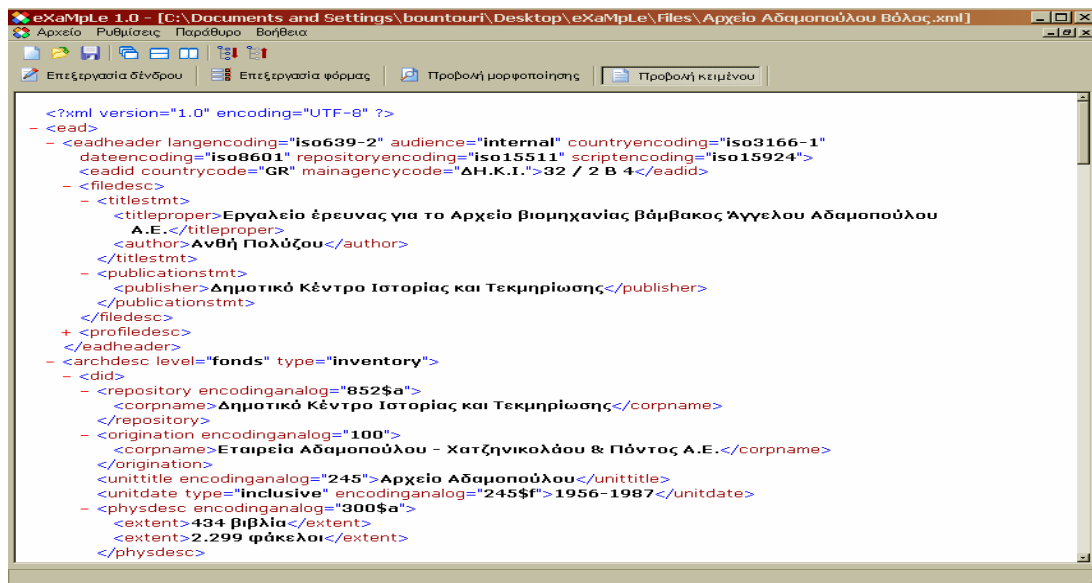 eXaMpLe 1.0 - [C:\Documents and Settings\bountouri\Desktop\eXaMpLe\Files\Αρχείο Αδαμοπούλου Βόλος.xml]
Αρχείο Ρυθμίσεις Παράθυρο Βοήθεια
Επεξεργασία δένδρου Επεξεργασία φόρμας Προβολή μορφοποίησης Προβολή κειμένου
<?xml version="1.0" encoding="UTF-8" ?>
- <ead>
- <eadheader langencoding="iso639-2" audience="internal" countryencoding="iso3166-1"
dateencoding="iso8601" repositoryencoding="iso15511" scriptencoding="iso15924">
<eadid countrycode="GR" mainagencycode="ΔΗ.Κ.Ι.">32 / 2 Β 4</eadid>
- <filedesc>
- <titlestmt>
<titleproper>Εργαλείο έρευνας για το Αρχείο βιομηχανίας βάμβακος Άγγελου Αδαμοπούλου
Α.Ε.</titleproper>
<author>Ανθή Πολύζου</author>
</titlestmt>
- <publicationstmt>
<publisher>Δημοτικό Κέντρο Ιστορίας και Τεκμηρίωσης</publisher>
</publicationstmt>
</filedesc>
+ <profiledesc>
</eadheader>
- <archdesc level="fonds" type="inventory">
- <did>
- <repository encodinganalog="852$a">
<corpname>Δημοτικό Κέντρο Ιστορίας και Τεκμηρίωσης</corpname>
</repository>
- <origination encodinganalog="100">
<corpname>Εταιρεία Αδαμοπούλου - Χατζηνικολάου & Πόντος Α.Ε.</corpname>
</origination>
<unittitle encodinganalog="245">Αρχείο Αδαμοπούλου</unittitle>
<unitdate type="inclusive" encodinganalog="245$f">1956-1987</unitdate>
- <physdesc encodinganalog="300$a">
<extent>434 βιβλία</extent>
<extent>2.299 φάκελοι</extent>
</physdesc>